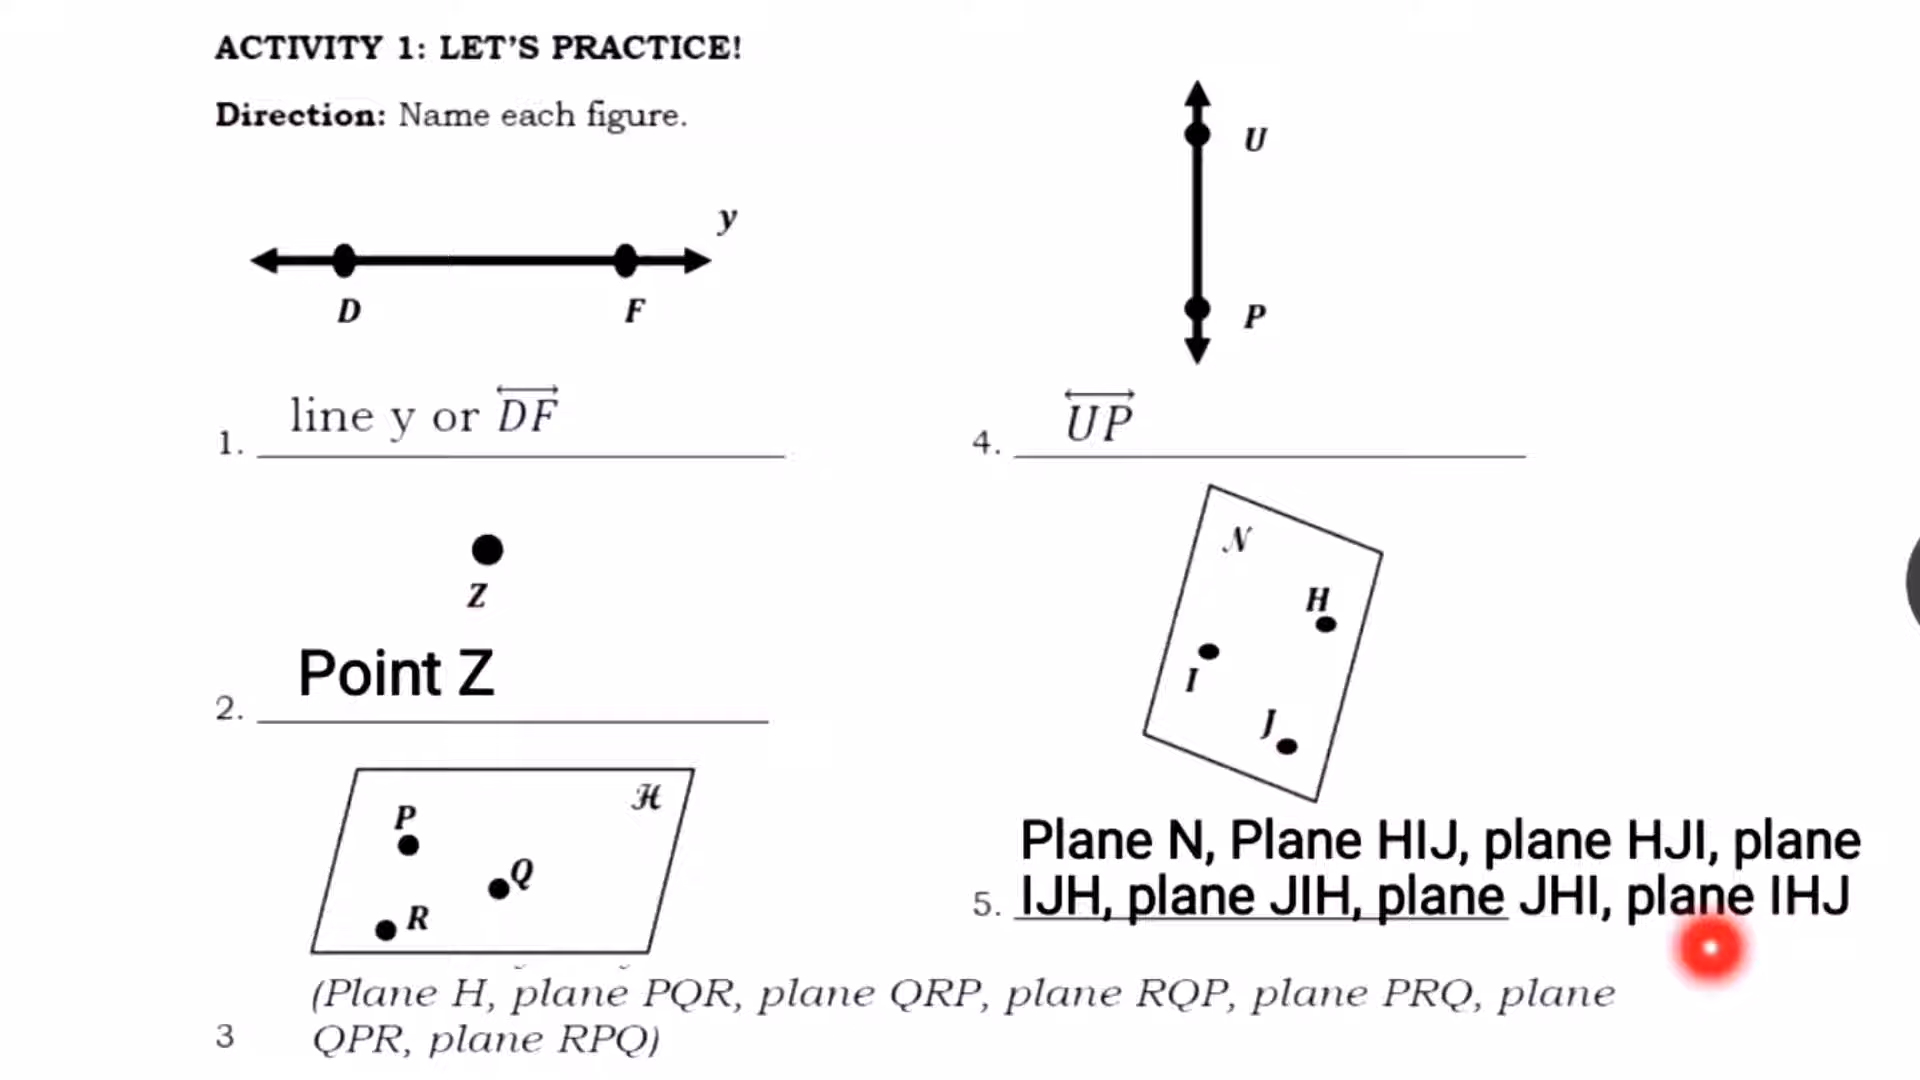 ACTIVITY 1: LET'S PRACTICE!
Direction: Name each figure.
y
D F
1. line y or DF
Z
2. Point Z
P
H
Q
R
3 (Plane H, plane PQR, plane QRP, plane RQP, plane PRQ, plane
QPR, plane RPQ)
U
P
4. UP
N
H
I
J
Plane N, Plane HIJ, plane HJI, plane
5. IJH, plane JIH, plane JHI, plane IHJ